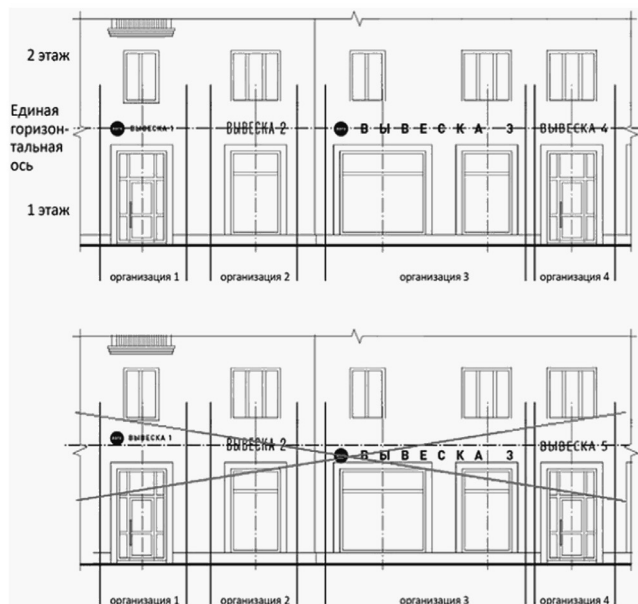 2 этаж
Единая
горизон-
тальная
ось
ВЫВЕСКА 1
ВЫВЕСКА 2
ВЫВЕСКА 3
ВЫВЕСКА 4
1 этаж
организация 1
организация 2
организация 3
организация 4
ВЫВЕСКА 1
ВЫВЕСКА 2
ВЫВЕСКА 3
ВЫВЕСКА 5
организация 1
организация 2
организация 3
организация 4